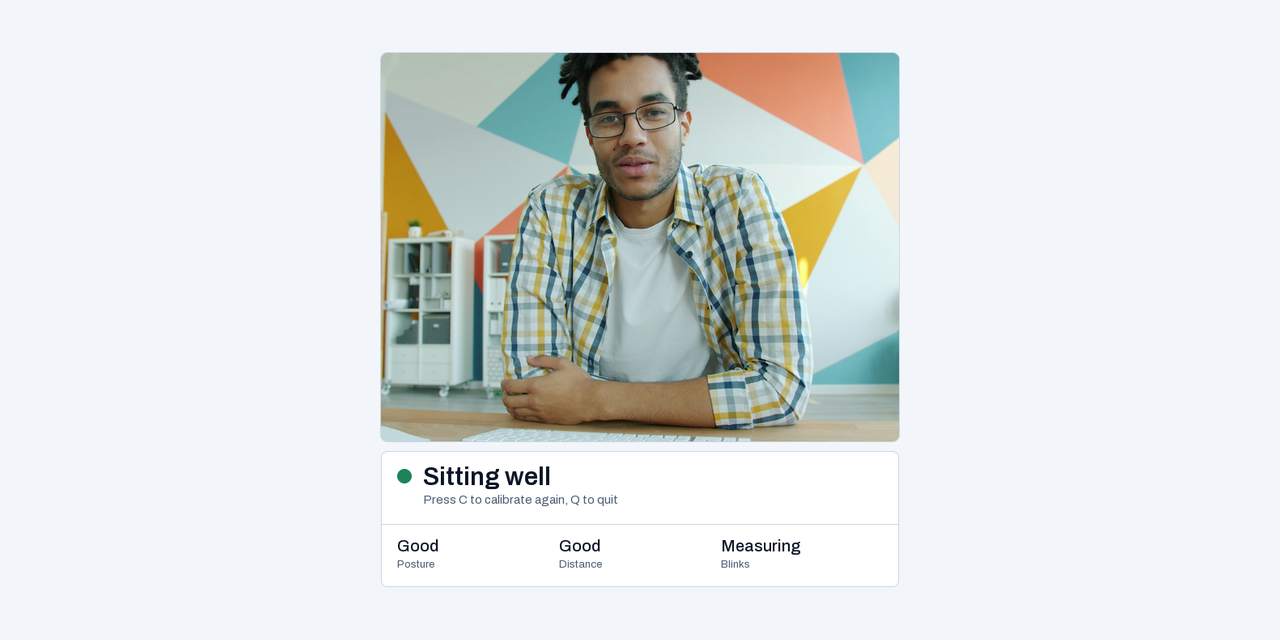 Sitting well
Press C to calibrate again, Q to quit
Good
Posture
Good
Distance
Measuring
Blinks